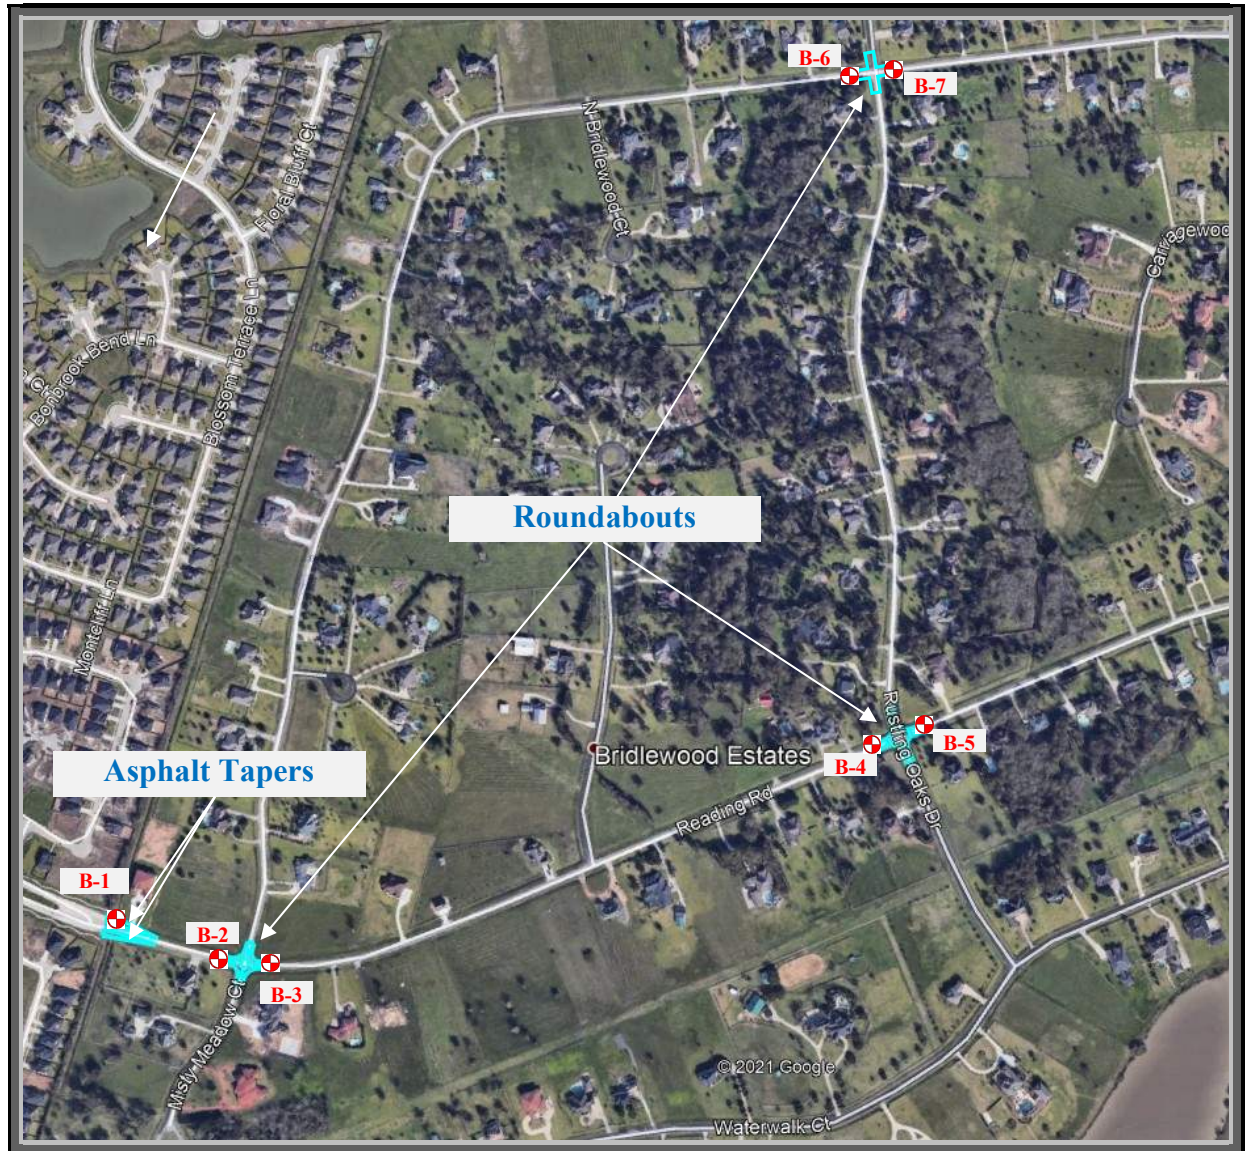 B-6
B-7
N Bridlewood Ct
Floral Bluff Ct
Carragewoo
Blossom Terrace Ln
Bonbrook Bend Ln
Roundabouts
Montcliff Ln
Rustling Oaks Dr
B-5
B-4
Bridlewood Estates
Asphalt Tapers
Reading Rd
B-1
B-2
B-3
Misty Meadow Ct
© 2021 Google
Waterwalk Ct